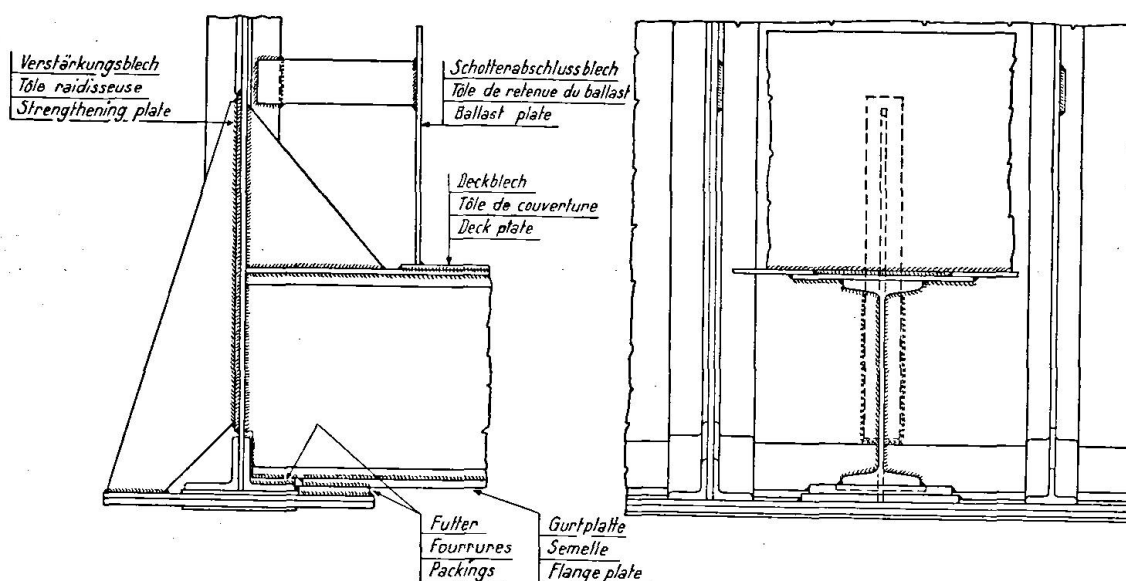 Verstärkungsblech
Tôle raidisseuse
Strengthening plate
Schotterabschlussblech
Tôle de retenue du ballast
Ballast plate
Deckblech
Tôle de couverture
Deck plate
Futter
Fourrures
Packings
Gurtplatte
Semelle
Flange plate